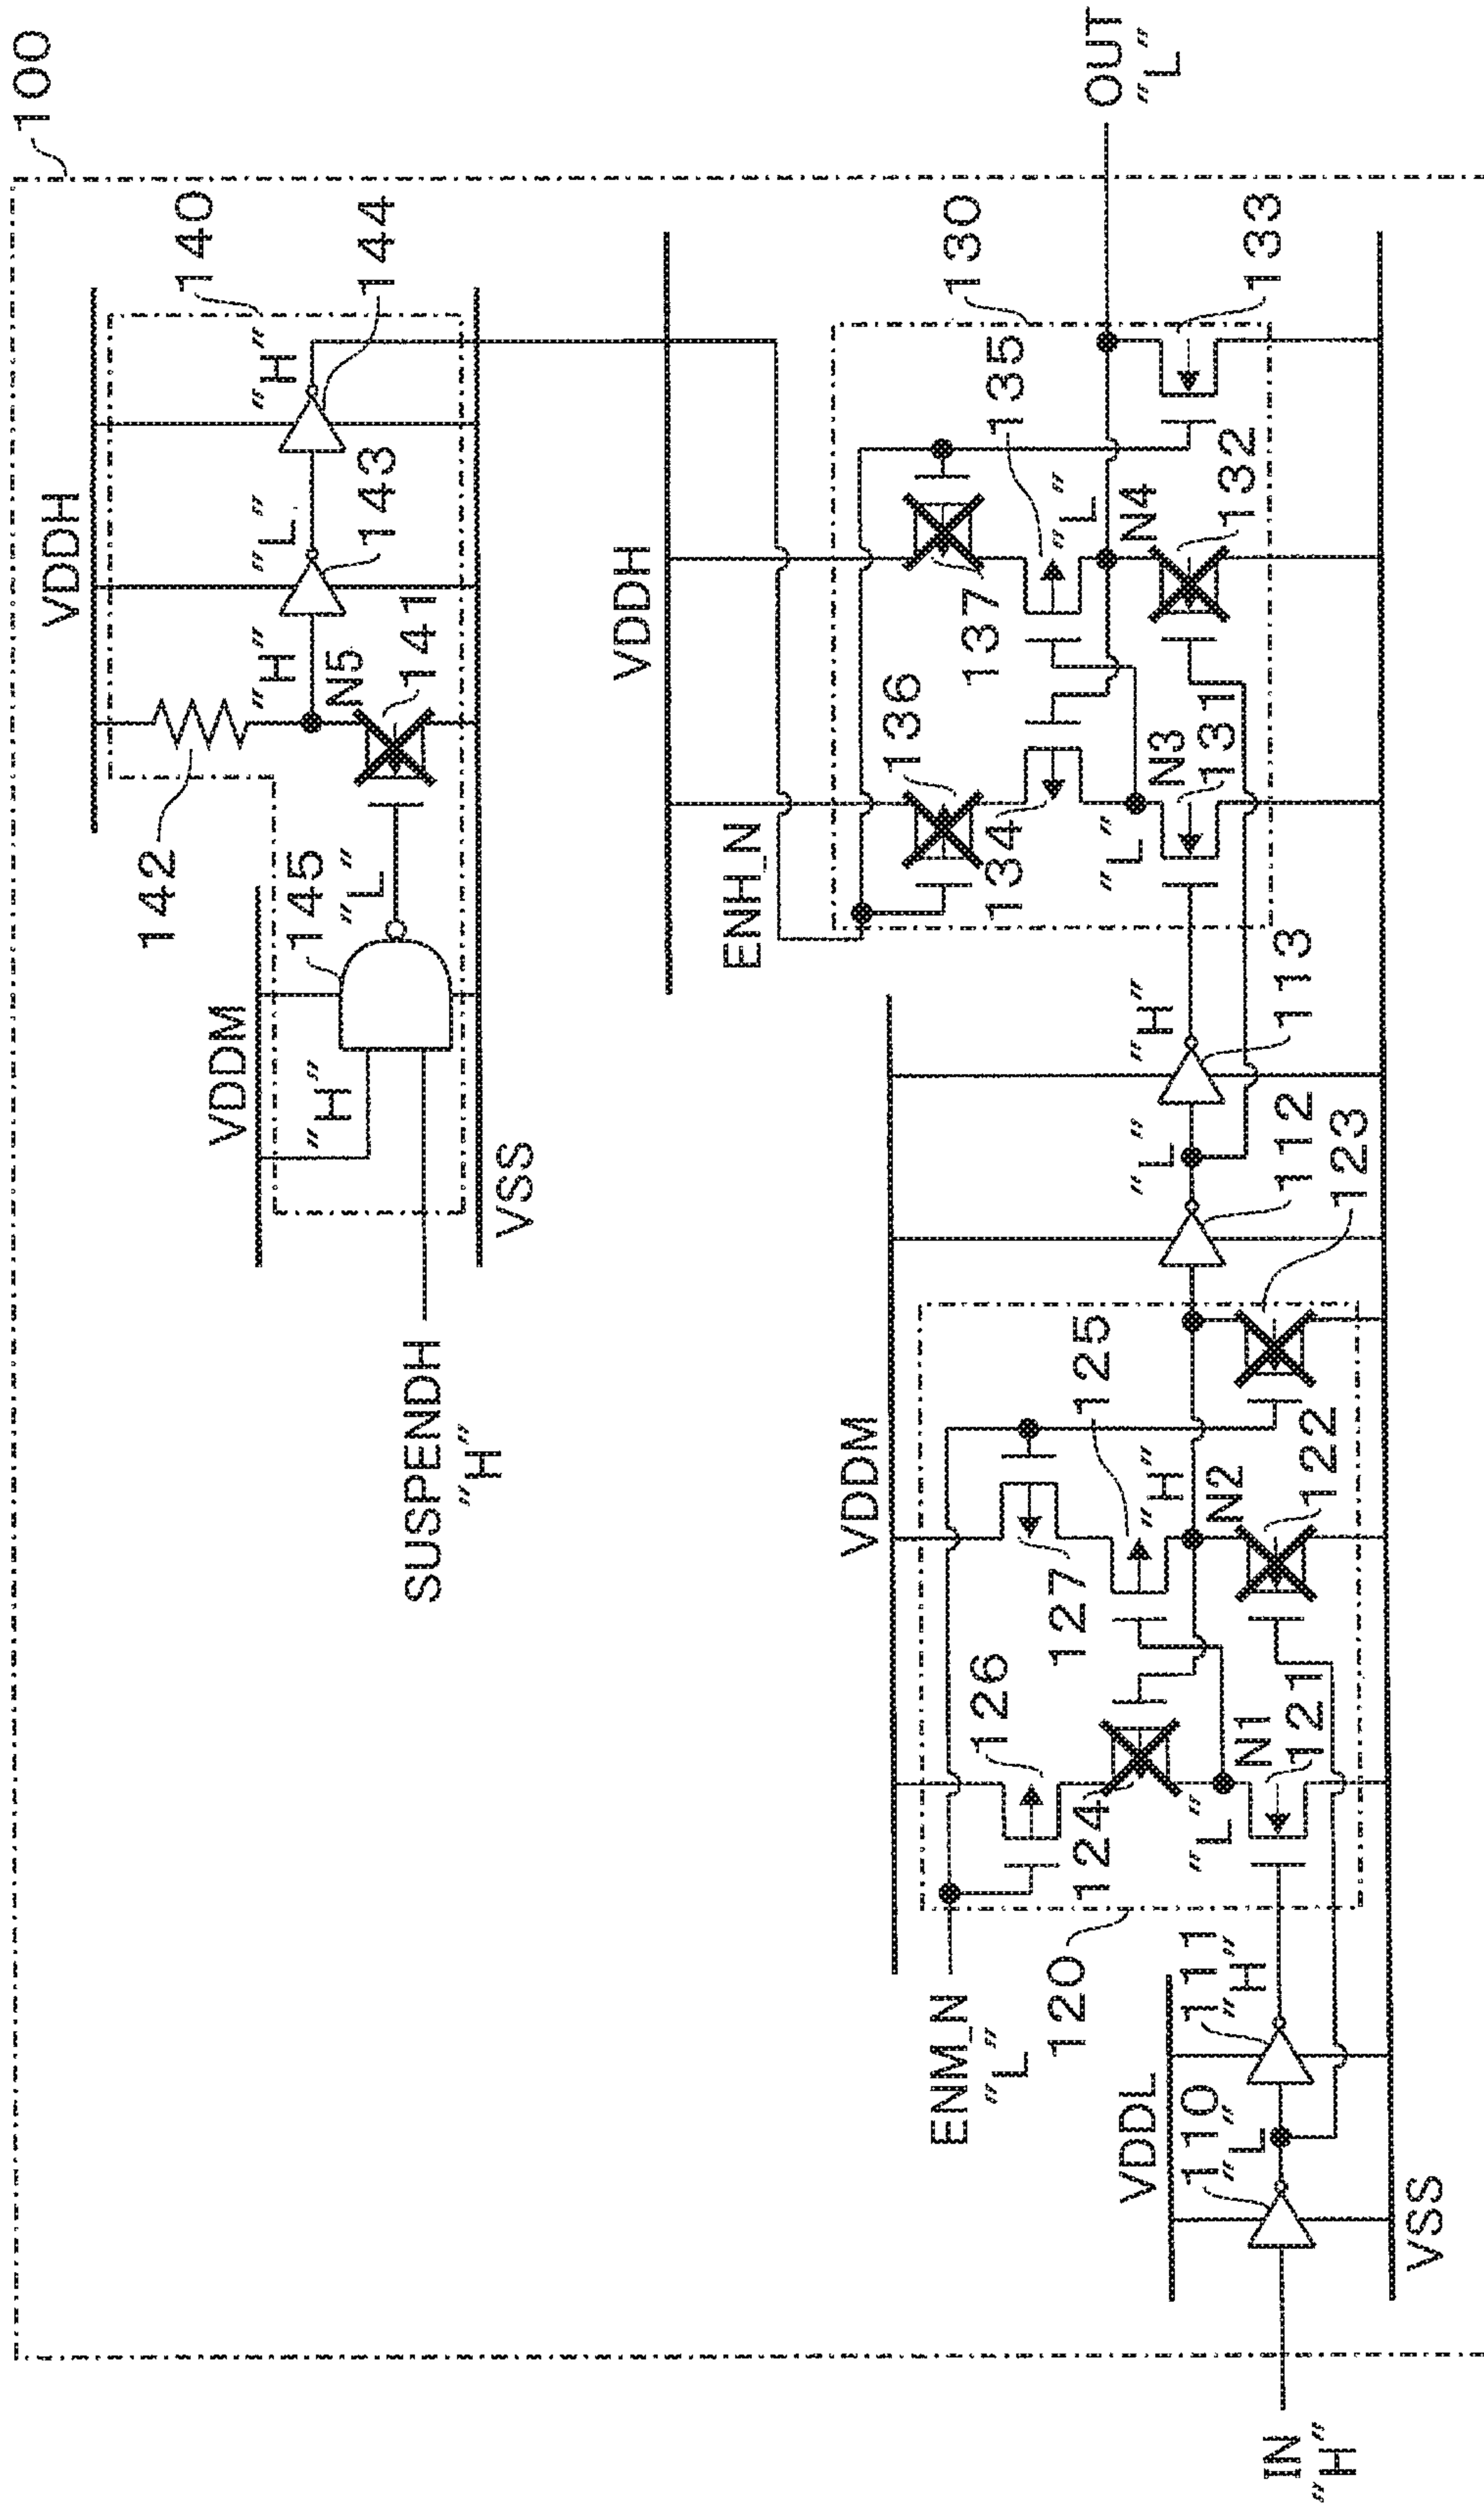 100
VDDH
140
144
"H"
"L"
143
"H"
N5
141
142
145
"L"
VDDM
"H"
VSS
SUSPENDH
"H"
VDDH
ENH_N
130
OUT
"L"
133
135
137
"L"
N4
132
136
134
"L"
N3
131
113
"H"
"L"
112
123
VDDM
125
127
"H"
N2
122
126
124
"L"
N1
121
120
ENM_N
"L"
VDDL
111
"H"
110
"L"
VSS
IN
"H"